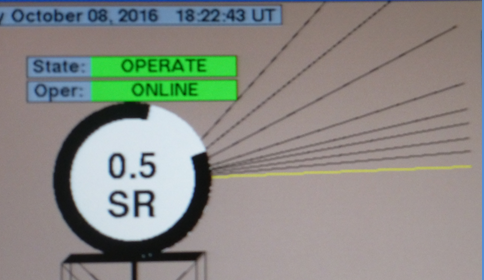 y October 08, 2016 18:22:43 UT
State: OPERATE
Oper: ONLINE
0.5
SR